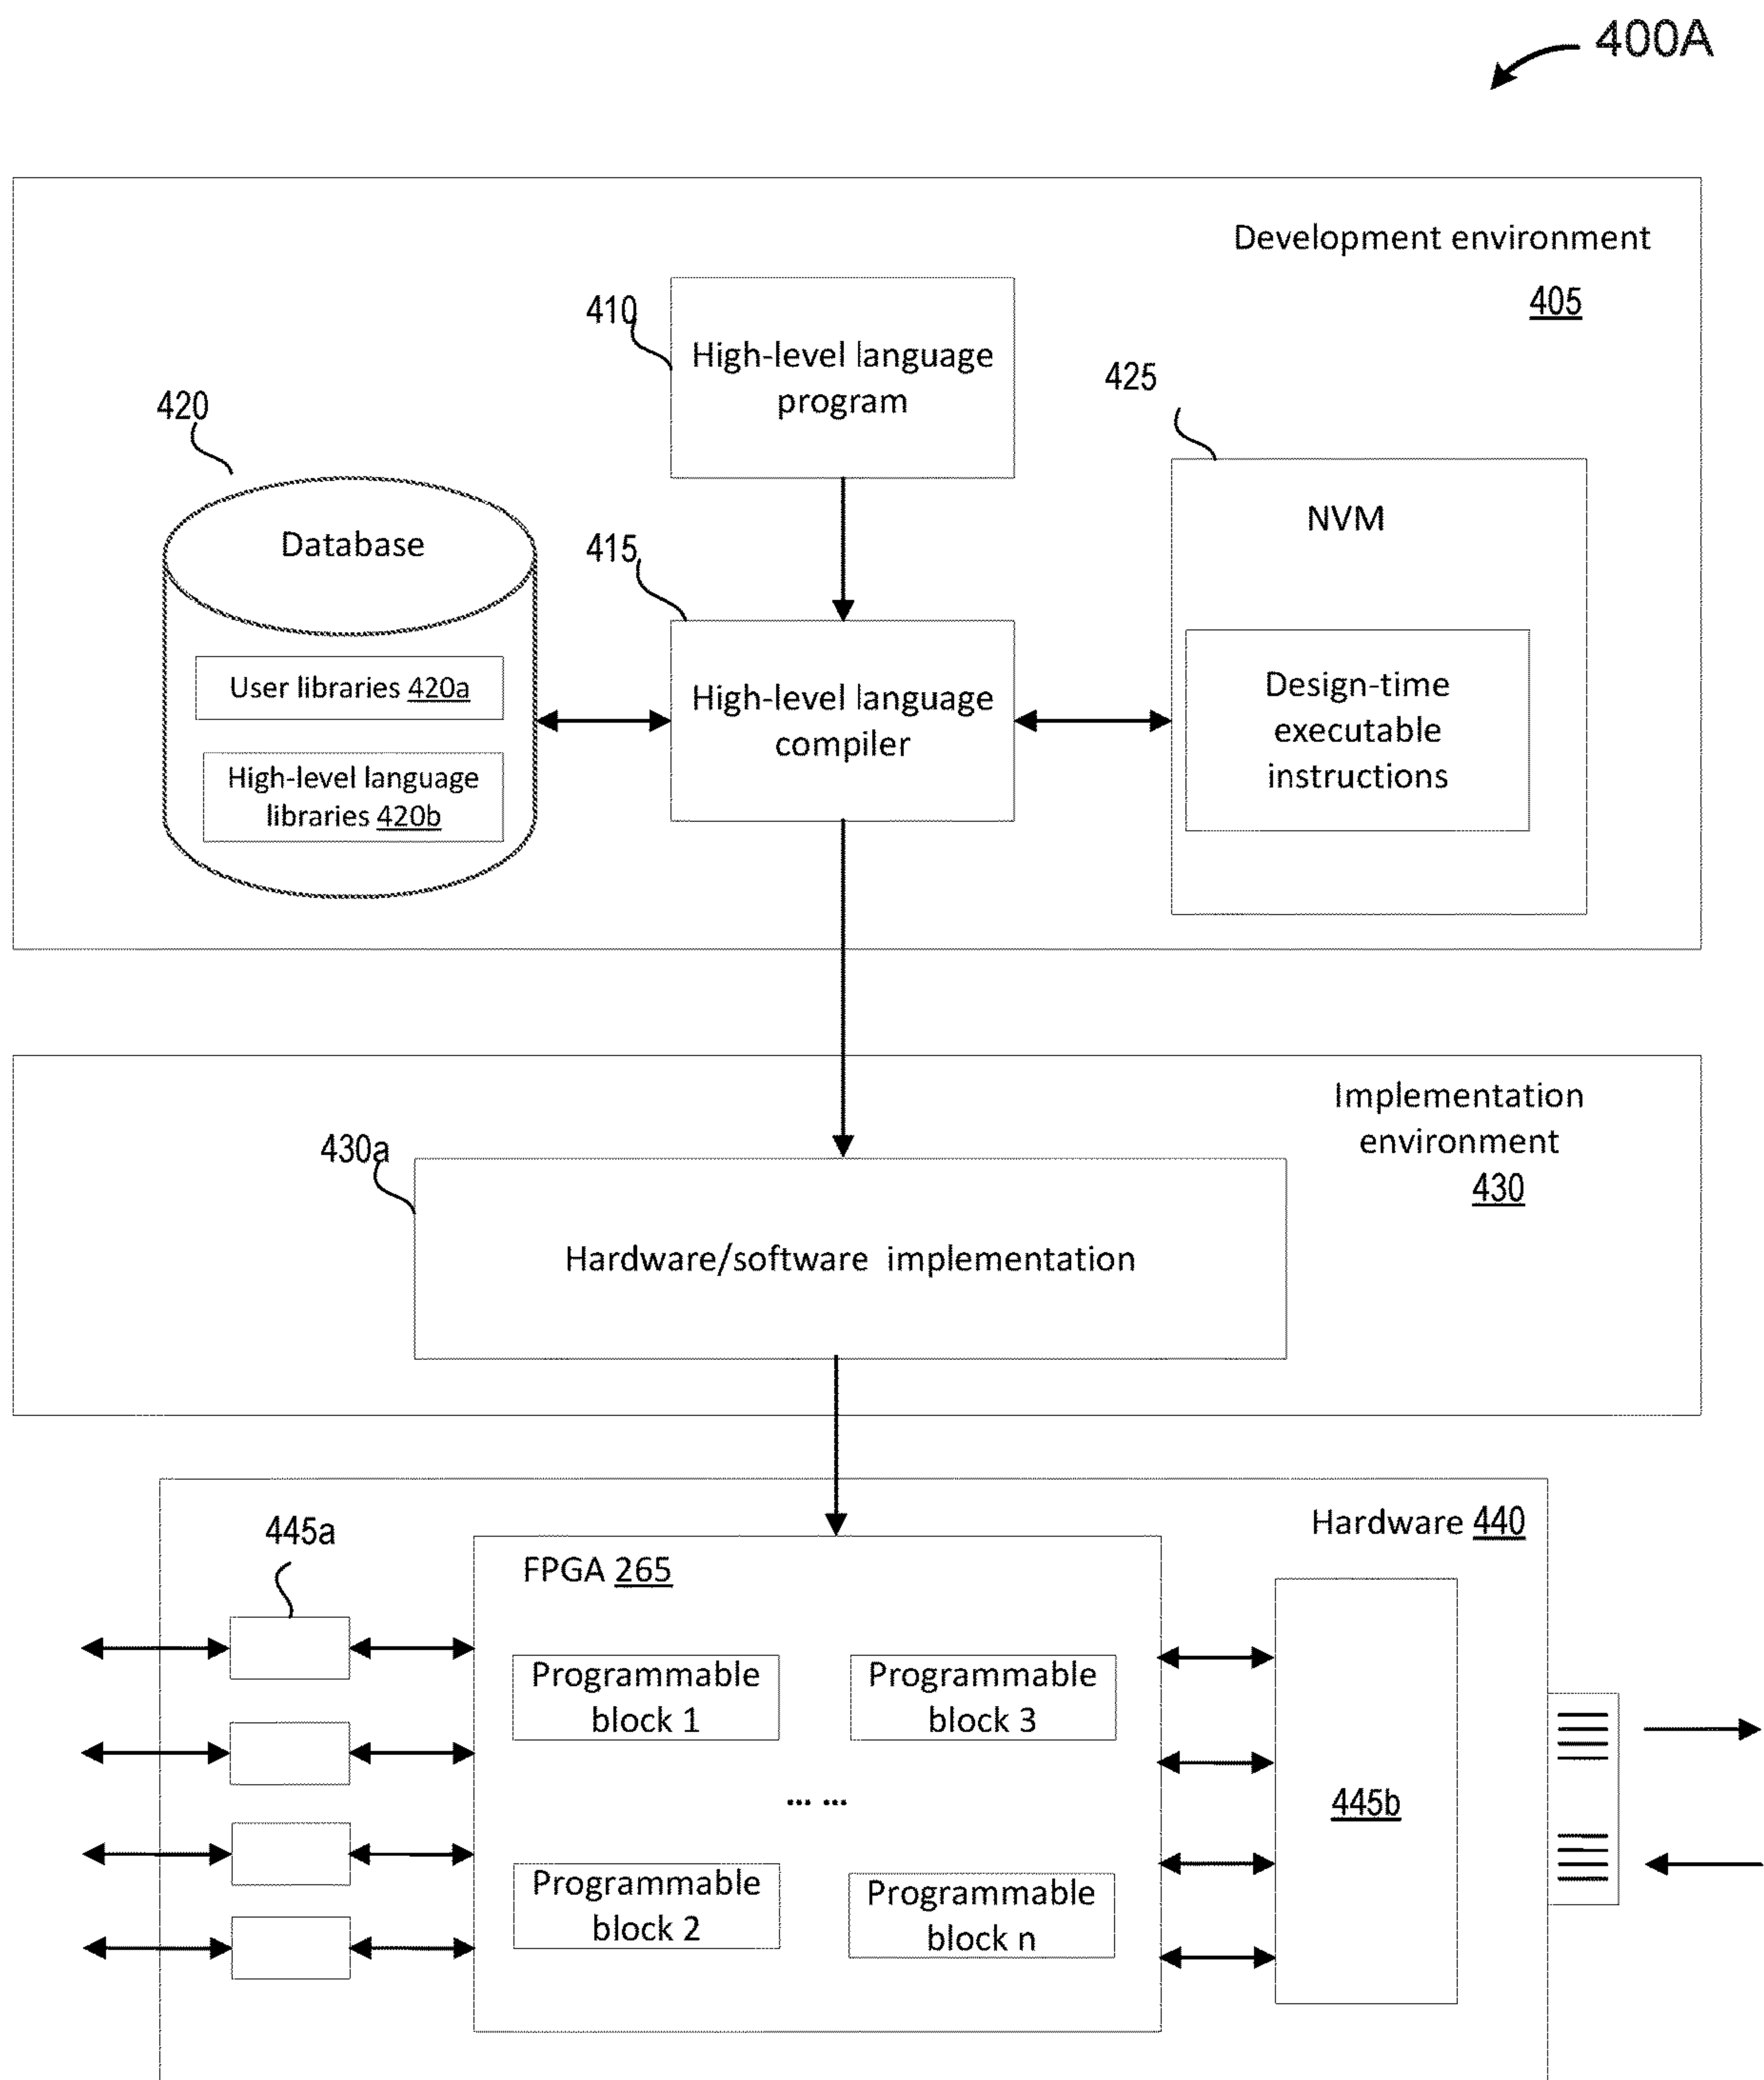 400A
Development environment
405
410
High-level language
program
425
420
NVM
Database
415
User libraries 420a
High-level language
compiler
Design-time
executable
instructions
High-level language
libraries 420b
Implementation
environment
430
430a
Hardware/software implementation
Hardware 440
445a
FPGA 265
Programmable
block 1
Programmable
block 3
... ...
445b
Programmable
block 2
Programmable
block n